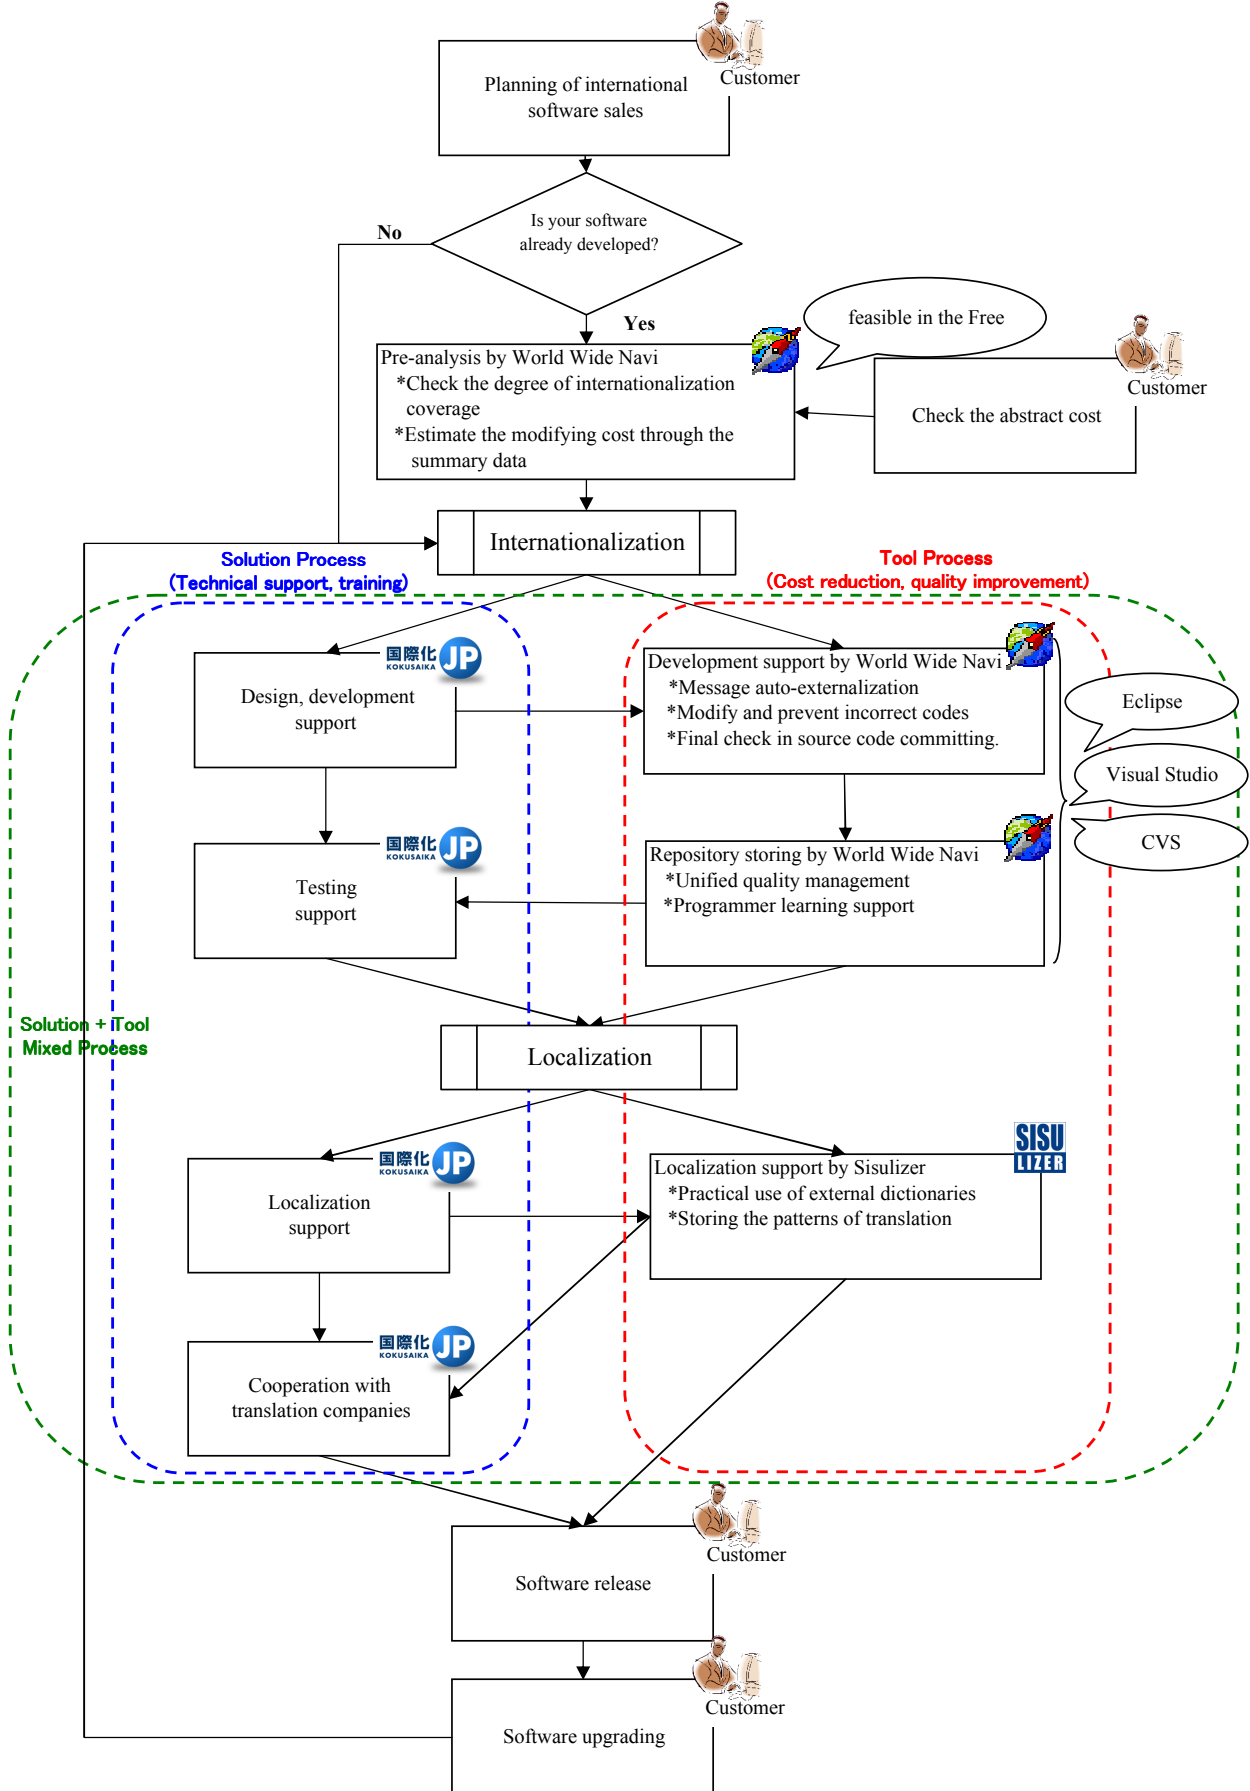 Customer
Planning of international
software sales
Is your software
already developed?
No
Yes
feasible in the Free
Pre-analysis by World Wide Navi
*Check the degree of internationalization
coverage
*Estimate the modifying cost through the
summary data
Customer
Check the abstract cost
Internationalization
Solution Process
(Technical support, training)
Tool Process
(Cost reduction, quality improvement)
国際化 JP
KOKUSAIKA
Design, development
support
Development support by World Wide Navi
*Message auto-externalization
*Modify and prevent incorrect codes
*Final check in source code committing.
Eclipse
Visual Studio
CVS
国際化 JP
KOKUSAIKA
Testing
support
Repository storing by World Wide Navi
*Unified quality management
*Programmer learning support
Solution + Tool
Mixed Process
Localization
国際化 JP
KOKUSAIKA
Localization
support
SISU
LIZER
Localization support by Sisulizer
*Practical use of external dictionaries
*Storing the patterns of translation
国際化 JP
KOKUSAIKA
Cooperation with
translation companies
Customer
Software release
Customer
Software upgrading